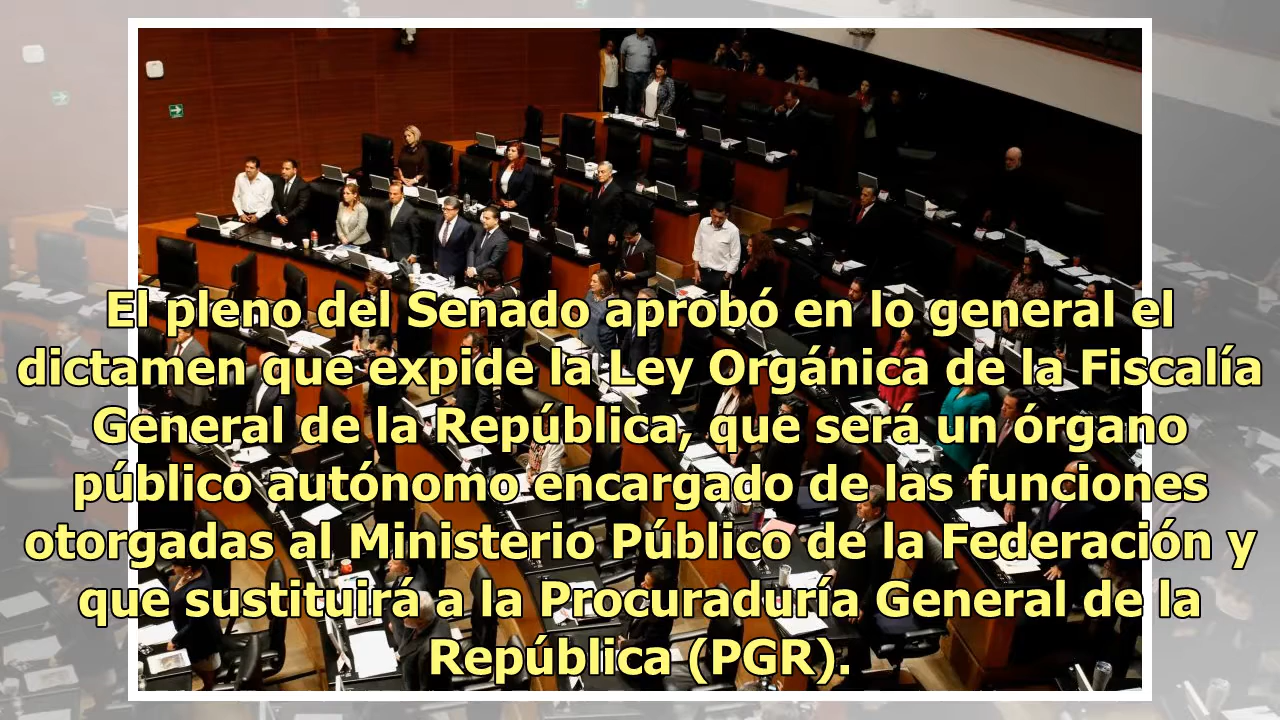 El pleno del Senado aprobó en lo general el
dictamen que expide la Ley Orgánica de la Fiscalía
General de la República, que será un órgano
público autónomo encargado de las funciones
otorgadas al Ministerio Público de la Federación y
que sustituirá a la Procuraduría General de la
República (PGR).